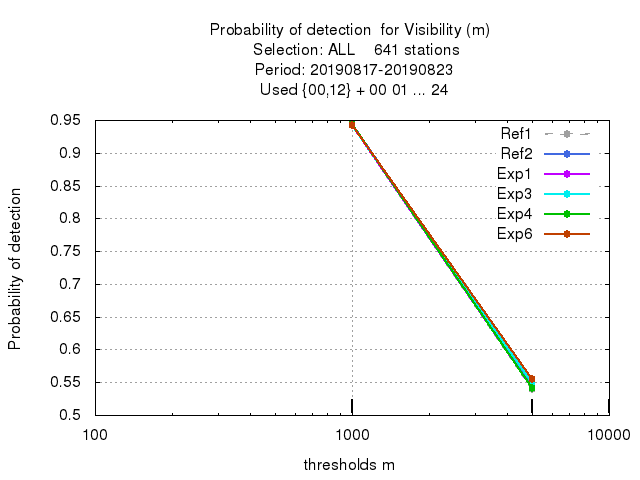 Probability of detection  for Visibility (m)
Selection: ALL    641 stations
Period: 20190817-20190823
Used {00,12} + 00 01 ... 24
Probability of detection
0.95
0.9
0.85
0.8
0.75
0.7
0.65
0.6
0.55
0.5
Ref1
Ref2
Exp1
Exp3
Exp4
Exp6
100
1000
10000
thresholds m